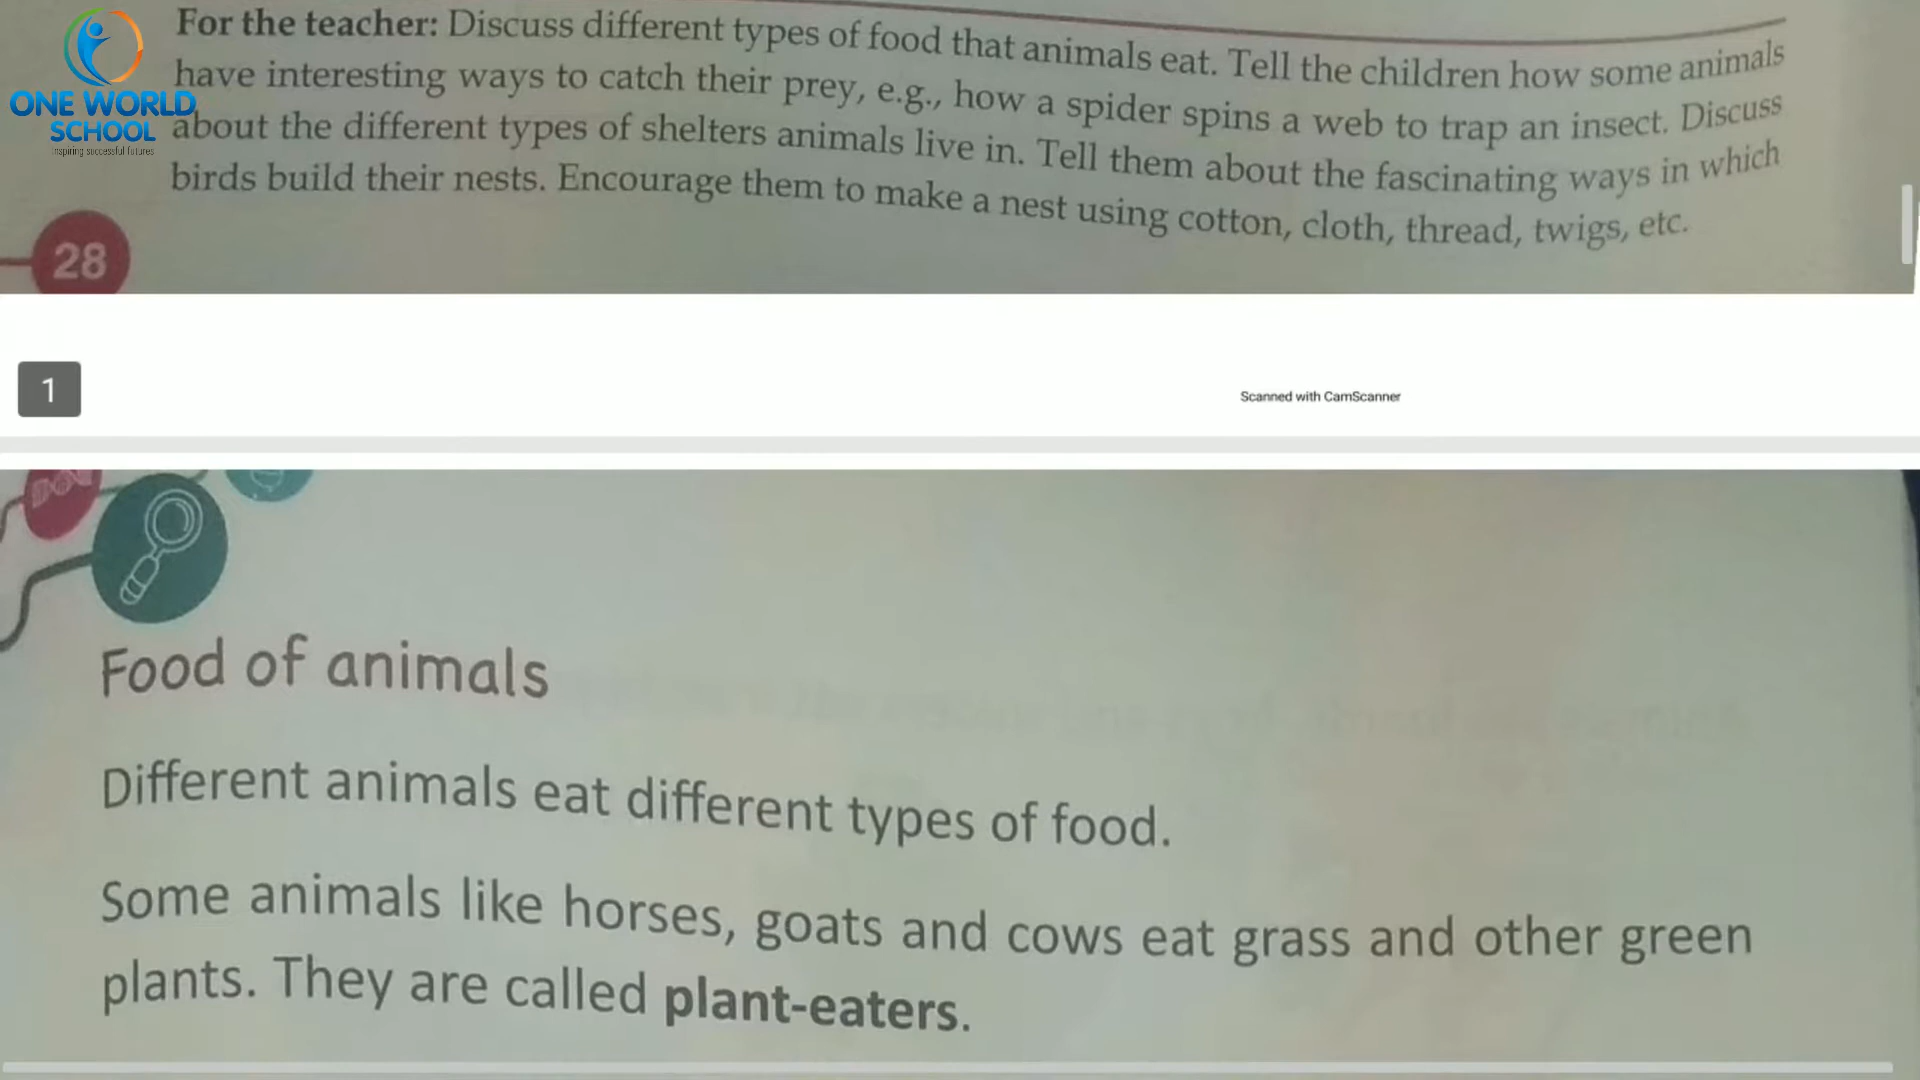 ONE WORLD
SCHOOL
Inspiring successful futures
For the teacher: Discuss different types of food that animals eat. Tell the children how some animals
have interesting ways to catch their prey, e.g., how a spider spins a web to trap an insect. Discuss
about the different types of shelters animals live in. Tell them about the fascinating ways in which
birds build their nests. Encourage them to make a nest using cotton, cloth, thread, twigs, etc.
28
1
Scanned with CamScanner
Food of animals
Different animals eat different types of food.
Some animals like horses, goats and cows eat grass and other green
plants. They are called plant-eaters.